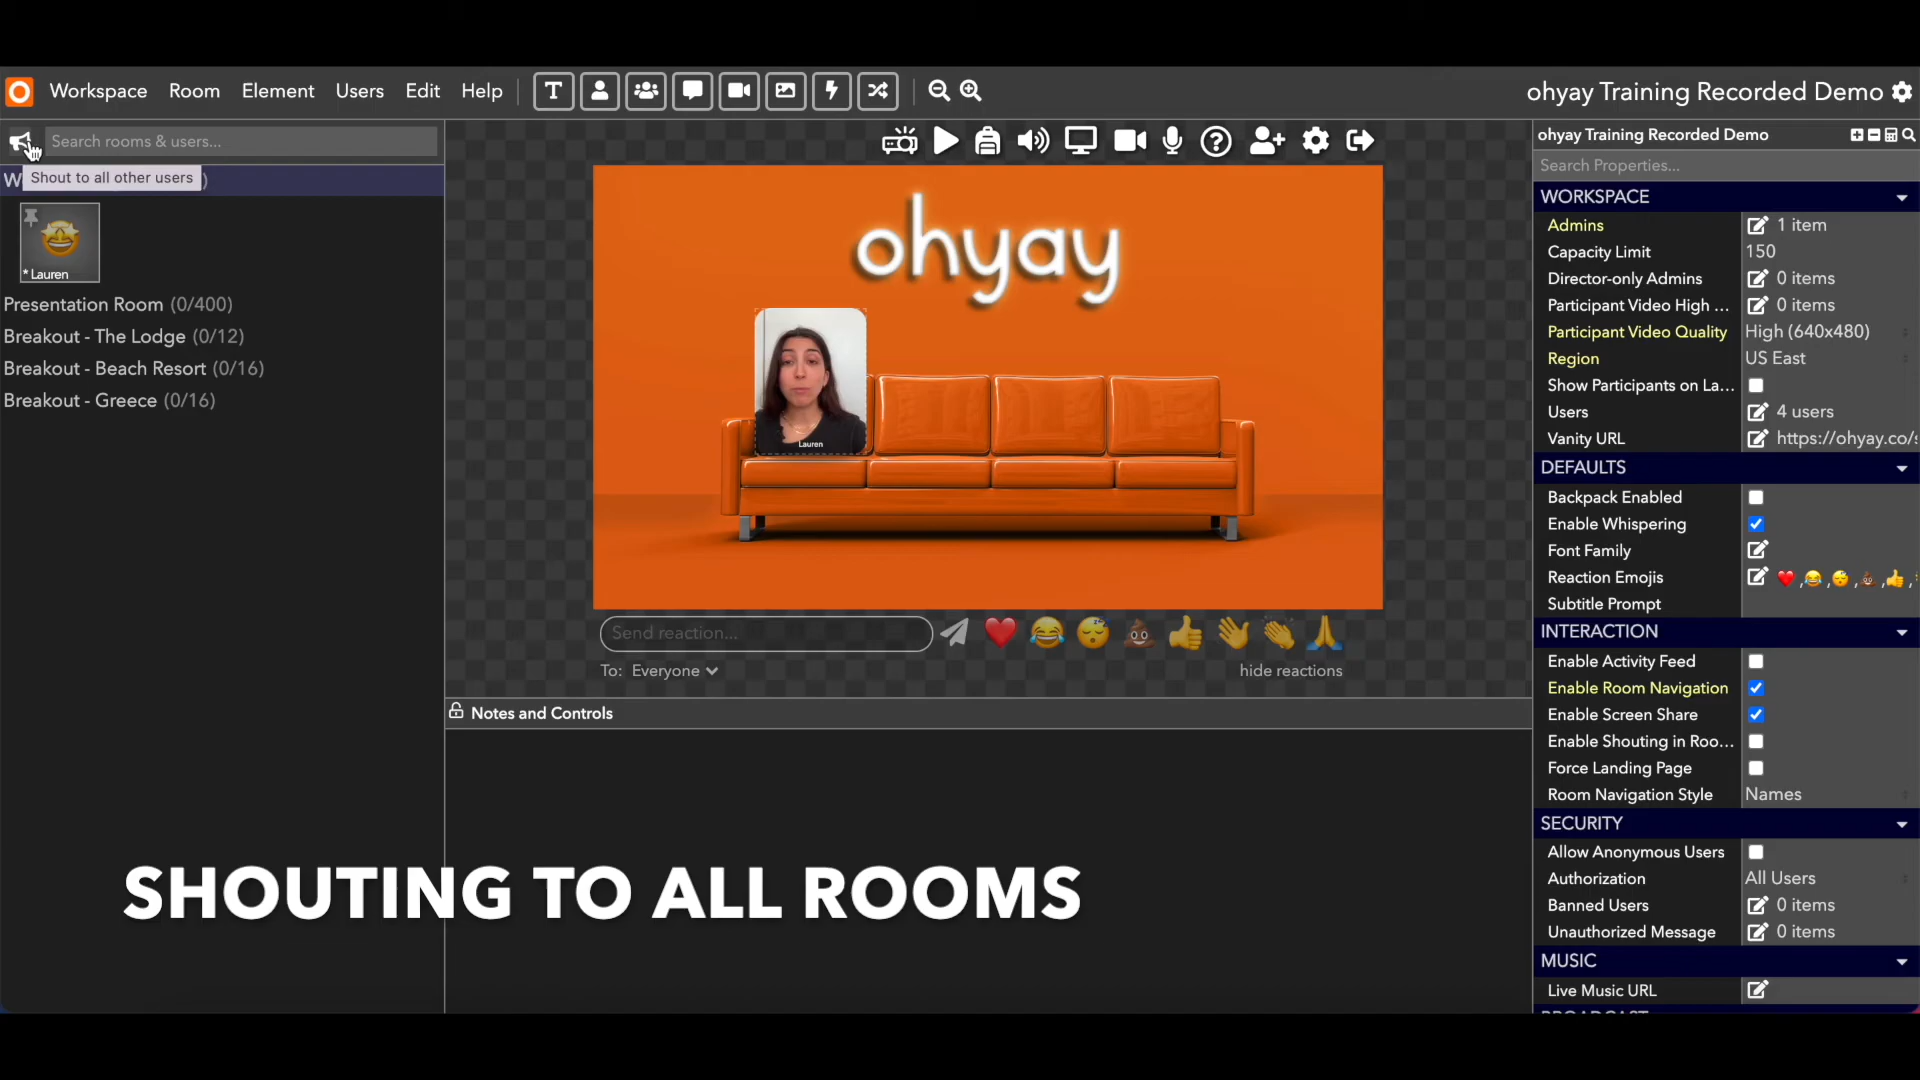 Workspace Room Element Users Edit Help
ohyay Training Recorded Demo
Search rooms & users...
Shout to all other users
W )
* Lauren
Presentation Room (0/400)
Breakout - The Lodge (0/12)
Breakout - Beach Resort (0/16)
Breakout - Greece (0/16)
ohyay
Lauren
Send reaction...
To: Everyone
hide reactions
Notes and Controls
SHOUTING TO ALL ROOMS
ohyay Training Recorded Demo
Search Properties...
WORKSPACE
Admins 1 item
Capacity Limit 150
Director-only Admins 0 items
Participant Video High ... 0 items
Participant Video Quality High (640x480)
Region US East
Show Participants on La...
Users 4 users
Vanity URL https://ohyay.co/s
DEFAULTS
Backpack Enabled
Enable Whispering
Font Family
Reaction Emojis ❤️,😂,😴,💩,👍,
Subtitle Prompt
INTERACTION
Enable Activity Feed
Enable Room Navigation
Enable Screen Share
Enable Shouting in Roo...
Force Landing Page
Room Navigation Style Names
SECURITY
Allow Anonymous Users
Authorization All Users
Banned Users 0 items
Unauthorized Message 0 items
MUSIC
Live Music URL